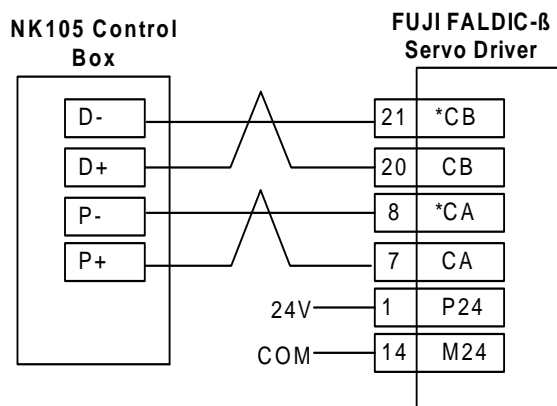 NK105 Control
Box
FUJI FALDIC-ß
Servo Driver
D- 21 *CB
D+ 20 CB
P- 8 *CA
P+ 7 CA
24V 1 P24
COM 14 M24